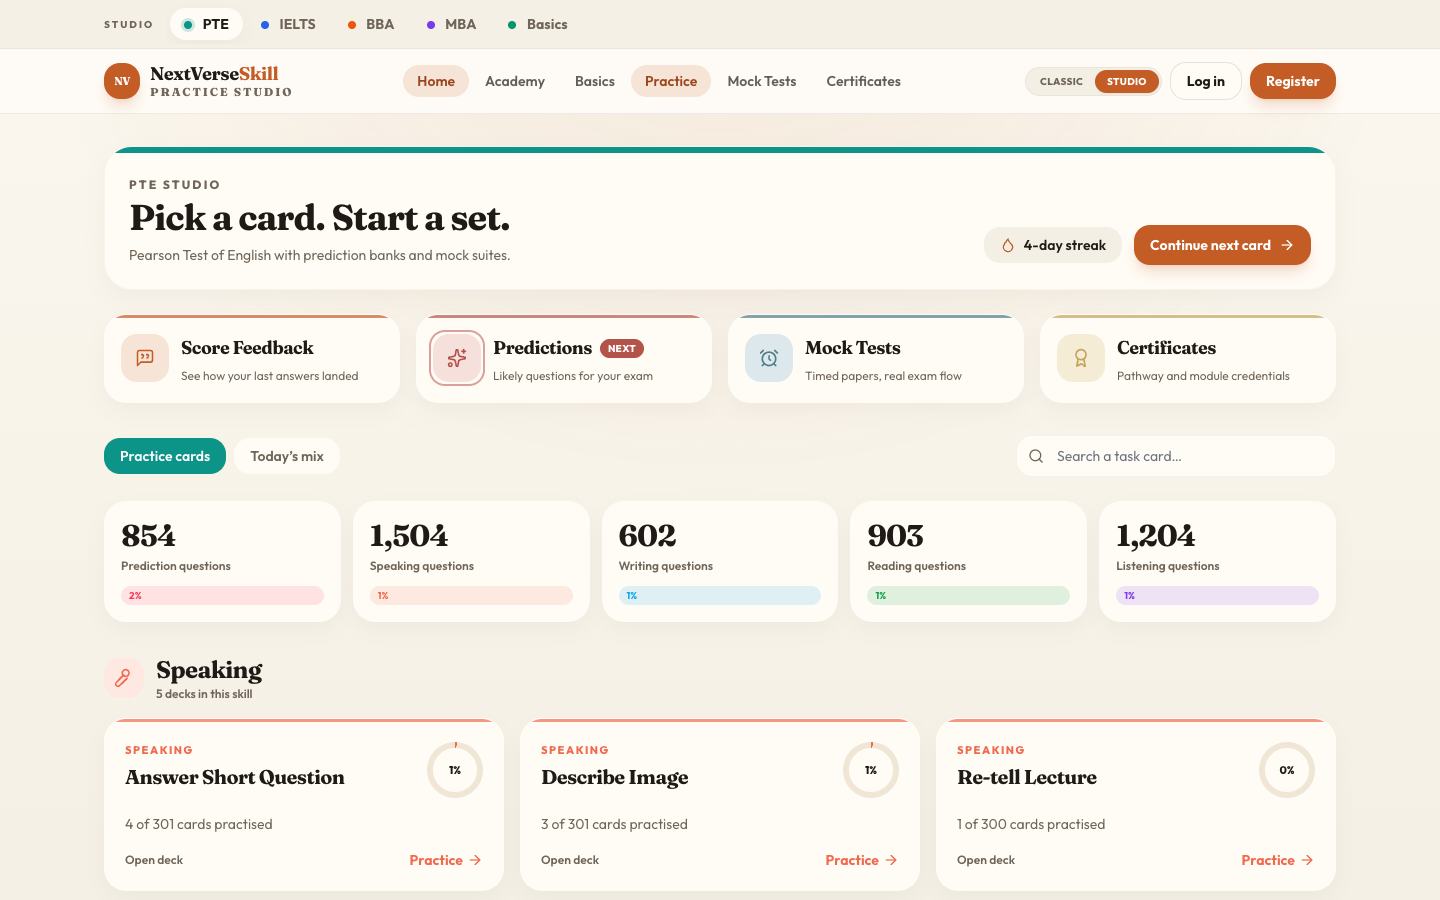 STUDIO
PTE
IELTS
BBA
MBA
Basics
NV
NextVerseSkill
PRACTICE STUDIO
Home
Academy
Basics
Practice
Mock Tests
Certificates
CLASSIC
STUDIO
Log in
Register
PTE STUDIO
Pick a card. Start a set.
Pearson Test of English with prediction banks and mock suites.
4-day streak
Continue next card
Score Feedback
See how your last answers landed
Predictions
NEXT
Likely questions for your exam
Mock Tests
Timed papers, real exam flow
Certificates
Pathway and module credentials
Practice cards
Today's mix
Search a task card...
854
Prediction questions
2%
1,504
Speaking questions
1%
602
Writing questions
1%
903
Reading questions
1%
1,204
Listening questions
1%
Speaking
5 decks in this skill
SPEAKING
Answer Short Question
1%
4 of 301 cards practised
Open deck
Practice
SPEAKING
Describe Image
1%
3 of 301 cards practised
Open deck
Practice
SPEAKING
Re-tell Lecture
0%
1 of 300 cards practised
Open deck
Practice